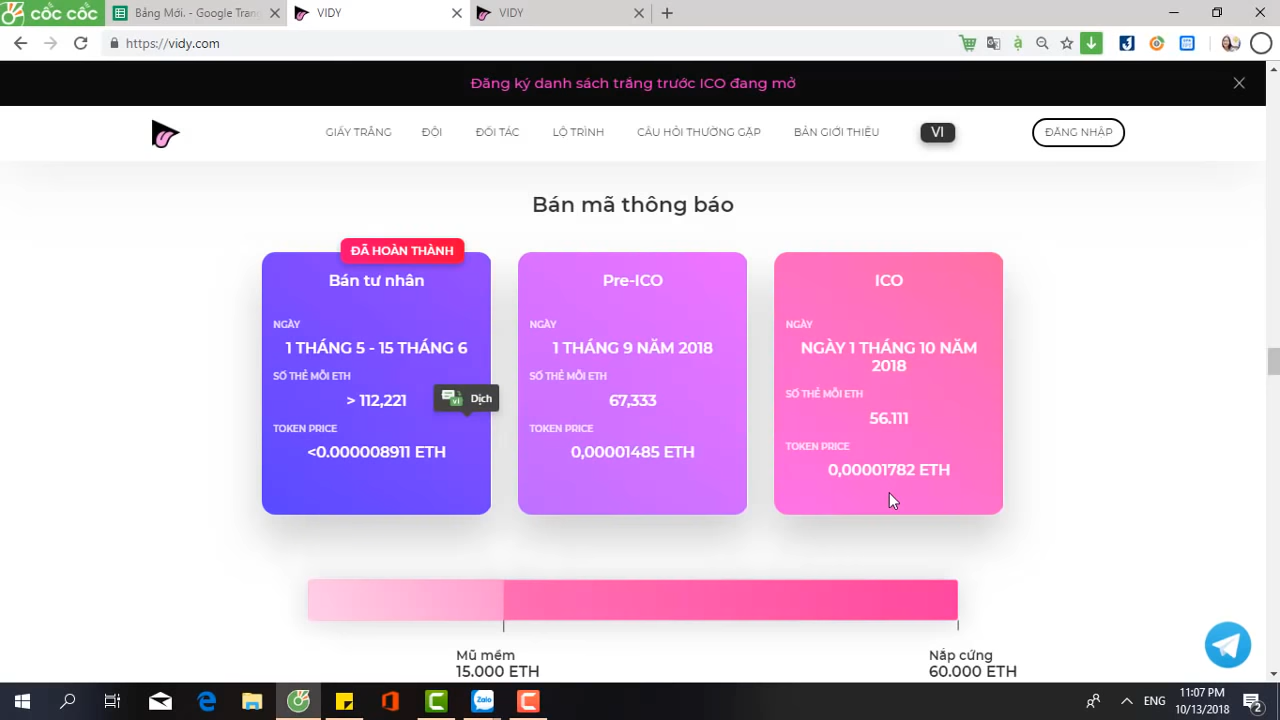 cốc cốc
Bảng Mới. - Google Tran
VIDY
VIDY
https://vidy.com
Đăng ký danh sách trắng trước ICO đang mở
GIẤY TRẮNG
ĐỘI
ĐỐI TÁC
LỘ TRÌNH
CÂU HỎI THƯỜNG GẶP
BẢN GIỚI THIỆU
VI
ĐĂNG NHẬP
Bán mã thông báo
ĐÃ HOÀN THÀNH
Bán tư nhân
NGÀY
1 THÁNG 5 - 15 THÁNG 6
SỐ THẺ MỖI ETH
> 112,221
TOKEN PRICE
<0.000008911 ETH
Dịch
Pre-ICO
NGÀY
1 THÁNG 9 NĂM 2018
SỐ THẺ MỖI ETH
67,333
TOKEN PRICE
0,00001485 ETH
ICO
NGÀY
NGÀY 1 THÁNG 10 NĂM
2018
SỐ THẺ MỖI ETH
56.111
TOKEN PRICE
0,00001782 ETH
Mũ mềm
15.000 ETH
Nắp cứng
60.000 ETH
Zalo
ENG
11:07 PM
10/13/2018
2